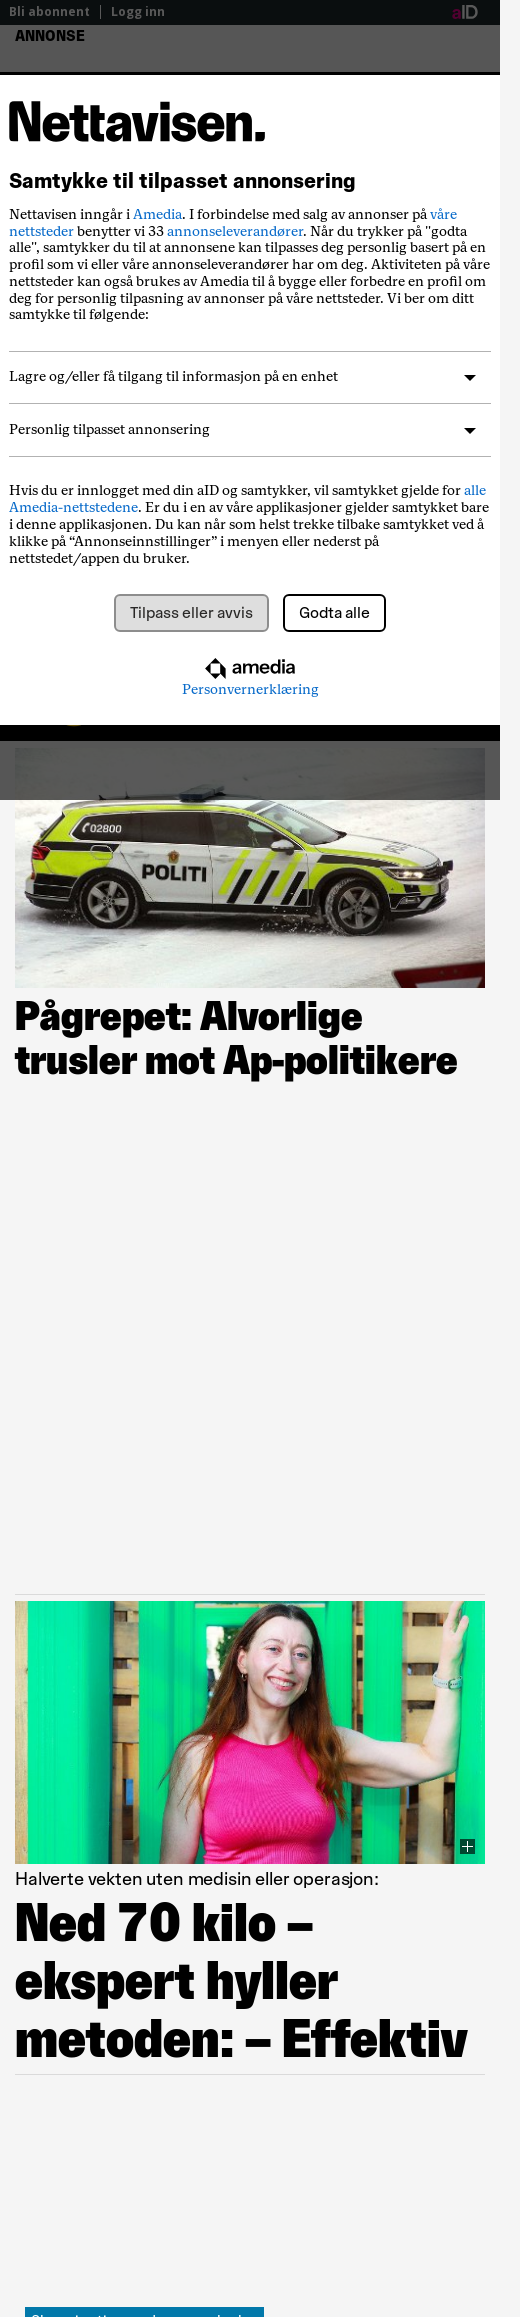 Bli abonnent
Logg inn
aID
ANNONSE
Nettavisen.
Samtykke til tilpasset annonsering
Nettavisen inngår i Amedia. I forbindelse med salg av annonser på våre
nettsteder benytter vi 33 annonseleverandører. Når du trykker på "godta
alle", samtykker du til at annonsene kan tilpasses deg personlig basert på en
profil som vi eller våre annonseleverandører har om deg. Aktiviteten på våre
nettsteder kan også brukes av Amedia til å bygge eller forbedre en profil om
deg for personlig tilpasning av annonser på våre nettsteder. Vi ber om ditt
samtykke til følgende:
Lagre og/eller få tilgang til informasjon på en enhet
Personlig tilpasset annonsering
Hvis du er innlogget med din aID og samtykker, vil samtykket gjelde for alle
Amedia-nettstedene. Er du i en av våre applikasjoner gjelder samtykket bare
i denne applikasjonen. Du kan når som helst trekke tilbake samtykket ved å
klikke på “Annonseinnstillinger” i menyen eller nederst på
nettstedet/appen du bruker.
Tilpass eller avvis
Godta alle
amedia
Personvernerklæring
02800
POLITI
Pågrepet: Alvorlige
trusler mot Ap-politikere
Halverte vekten uten medisin eller operasjon:
Ned 70 kilo –
ekspert hyller
metoden: – Effektiv